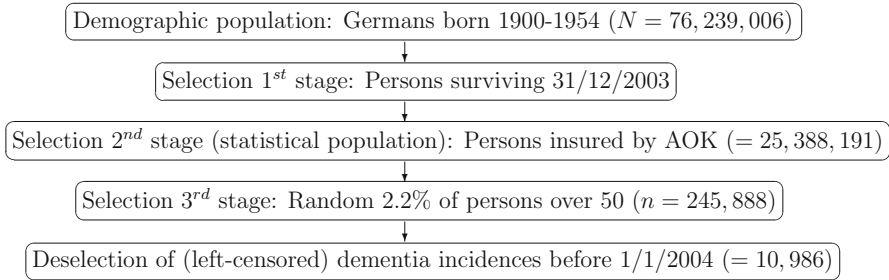 Demographic population: Germans born 1900-1954 (N = 76, 239, 006)
Selection 1st stage: Persons surviving 31/12/2003
Selection 2nd stage (statistical population): Persons insured by AOK (= 25, 388, 191)
Selection 3rd stage: Random 2.2% of persons over 50 (n = 245, 888)
Deselection of (left-censored) dementia incidences before 1/1/2004 (= 10, 986)